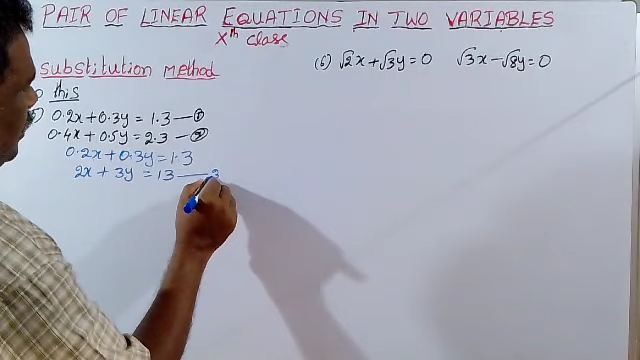 PAIR OF LINEAR EQUATIONS IN TWO VARIABLES
Xth class
Substitution method
this
0.2x+0.3y=1.3—①
0.4x+0.5y=2.3—②
0.2x+0.3y=1.3
2x+3y=13—3
(6) √2x+√3y=0 √3x-√8y=0